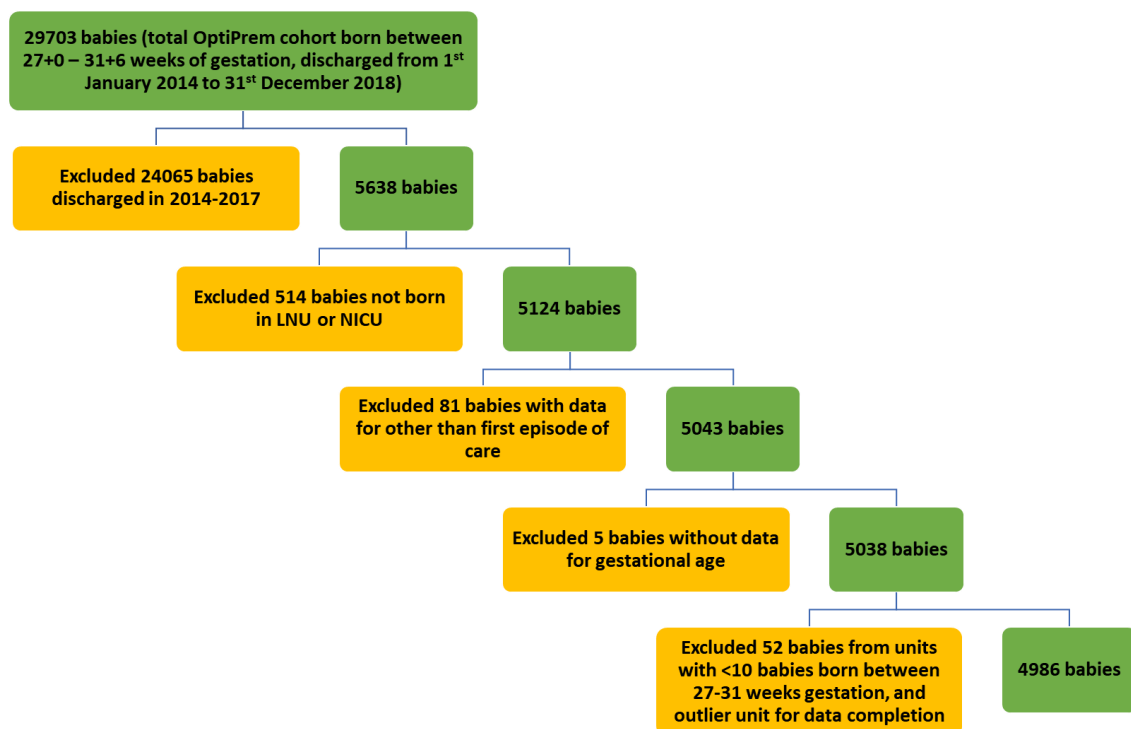 29703 babies (total OptiPrem cohort born between
27+0 – 31+6 weeks of gestation, discharged from 1st
January 2014 to 31st December 2018)
Excluded 24065 babies
discharged in 2014-2017
5638 babies
Excluded 514 babies not born
in LNU or NICU
5124 babies
Excluded 81 babies with data
for other than first episode of
care
5043 babies
Excluded 5 babies without data
for gestational age
5038 babies
Excluded 52 babies from units
with <10 babies born between
27-31 weeks gestation, and
outlier unit for data completion
4986 babies